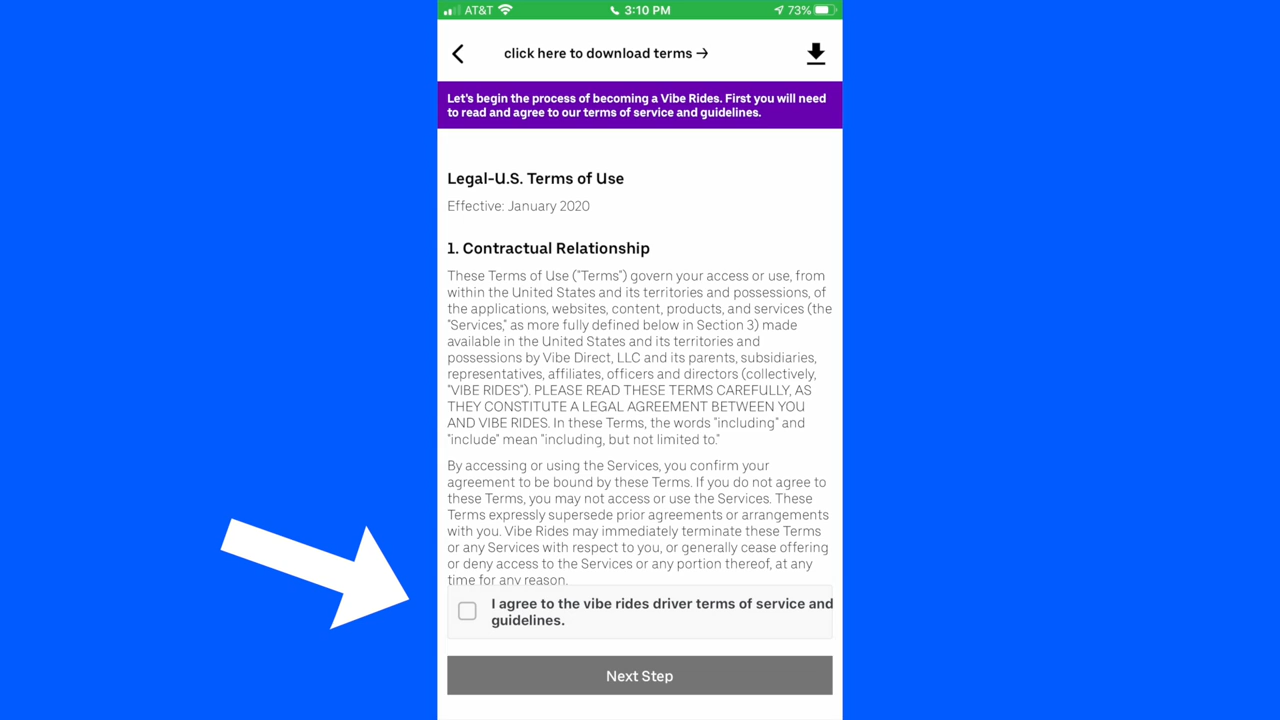 AT&T 3:10 PM 73%
click here to download terms →
Let's begin the process of becoming a Vibe Rides. First you will need
to read and agree to our terms of service and guidelines.
Legal-U.S. Terms of Use
Effective: January 2020
1. Contractual Relationship
These Terms of Use ("Terms") govern your access or use, from
within the United States and its territories and possessions, of
the applications, websites, content, products, and services (the
"Services," as more fully defined below in Section 3) made
available in the United States and its territories and
possessions by Vibe Direct, LLC and its parents, subsidiaries,
representatives, affiliates, officers and directors (collectively,
"VIBE RIDES"). PLEASE READ THESE TERMS CAREFULLY, AS
THEY CONSTITUTE A LEGAL AGREEMENT BETWEEN YOU
AND VIBE RIDES. In these Terms, the words "including" and
"include" mean "including, but not limited to."
By accessing or using the Services, you confirm your
agreement to be bound by these Terms. If you do not agree to
these Terms, you may not access or use the Services. These
Terms expressly supersede prior agreements or arrangements
with you. Vibe Rides may immediately terminate these Terms
or any Services with respect to you, or generally cease offering
or deny access to the Services or any portion thereof, at any
time for any reason.
I agree to the vibe rides driver terms of service and
guidelines.
Next Step